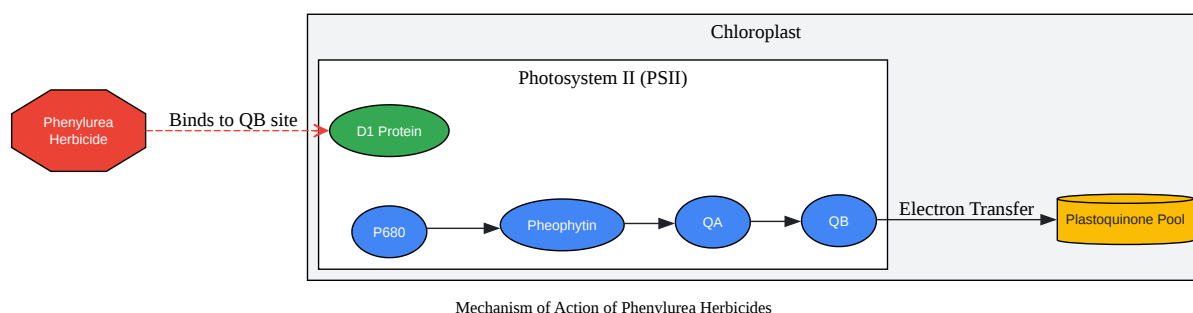 Chloroplast
Photosystem II (PSII)
Phenylurea
Herbicide
Binds to QB site
D1 Protein
P680
Pheophytin
QA
QB
Electron Transfer
Plastoquinone Pool
Mechanism of Action of Phenylurea Herbicides